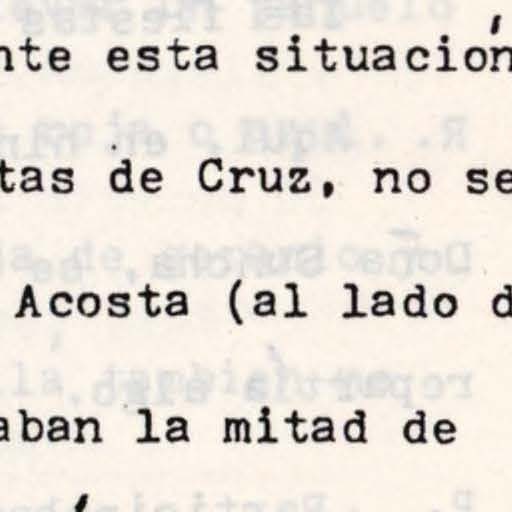 nte esta situación
tas de Cruz, no se
Acosta (al lado d
aban la mitad de